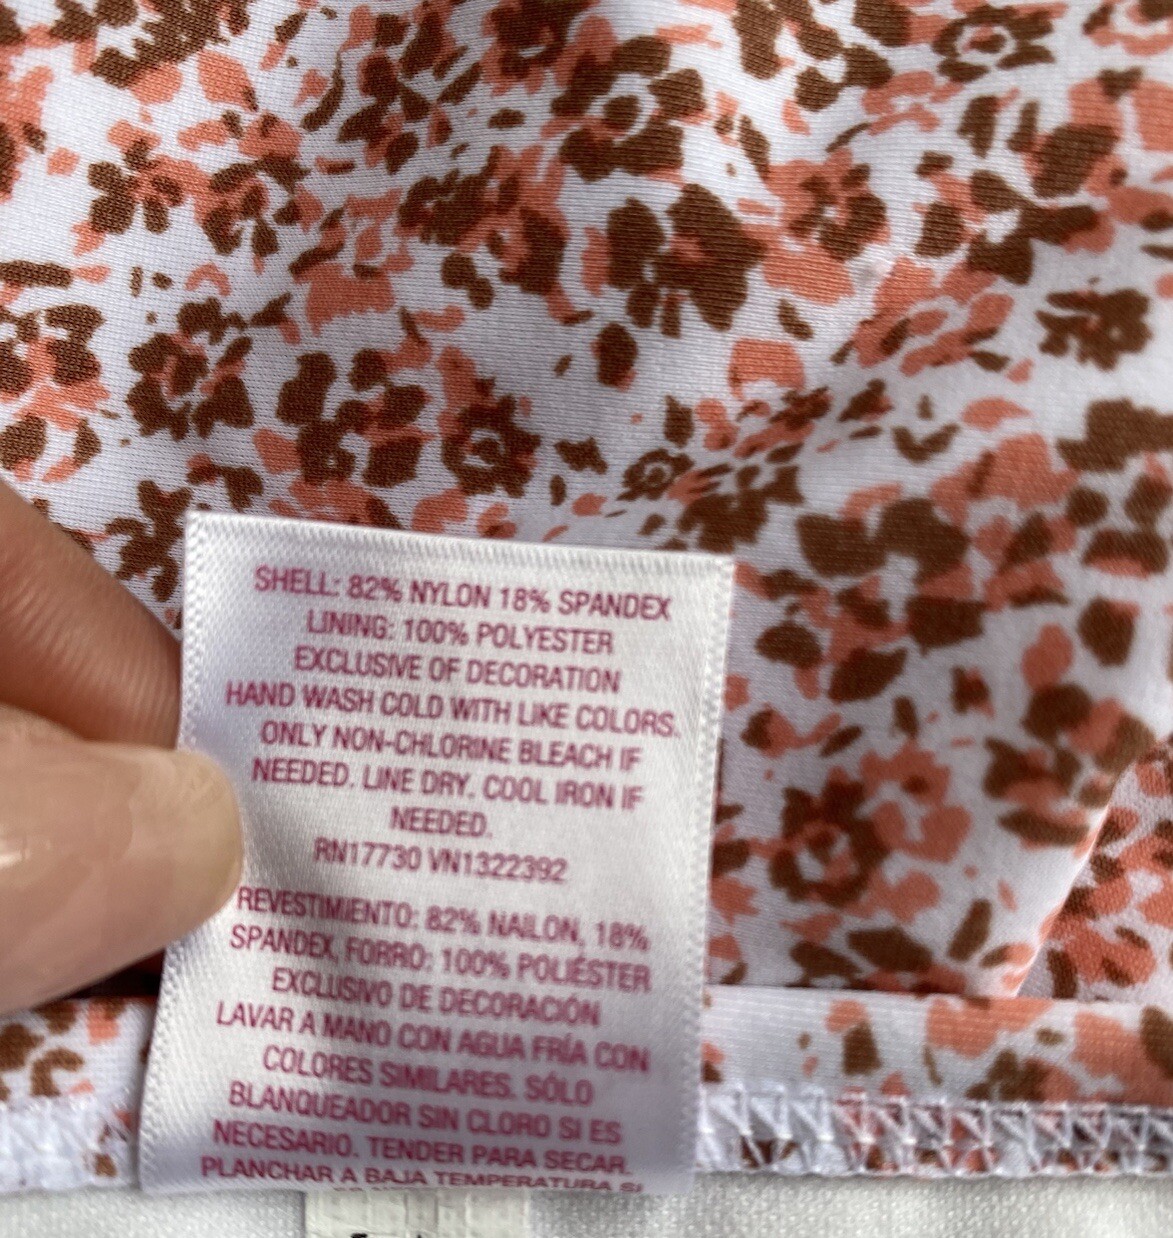 SHELL: 82% NYLON 18% SPANDEX
LINING: 100% POLYESTER
EXCLUSIVE OF DECORATION
HAND WASH COLD WITH LIKE COLORS.
ONLY NON-CHLORINE BLEACH IF
NEEDED. LINE DRY. COOL IRON IF
NEEDED.
RN17730 VN1322392
REVESTIMIENTO: 82% NAILON, 18%
SPANDEX, FORRO: 100% POLIÉSTER
EXCLUSIVO DE DECORACIÓN
LAVAR A MANO CON AGUA FRÍA CON
COLORES SIMILARES. SÓLO
BLANQUEADOR SIN CLORO SI ES
NECESARIO. TENDER PARA SECAR.
PLANCHAR A BAJA TEMPERATURA SI